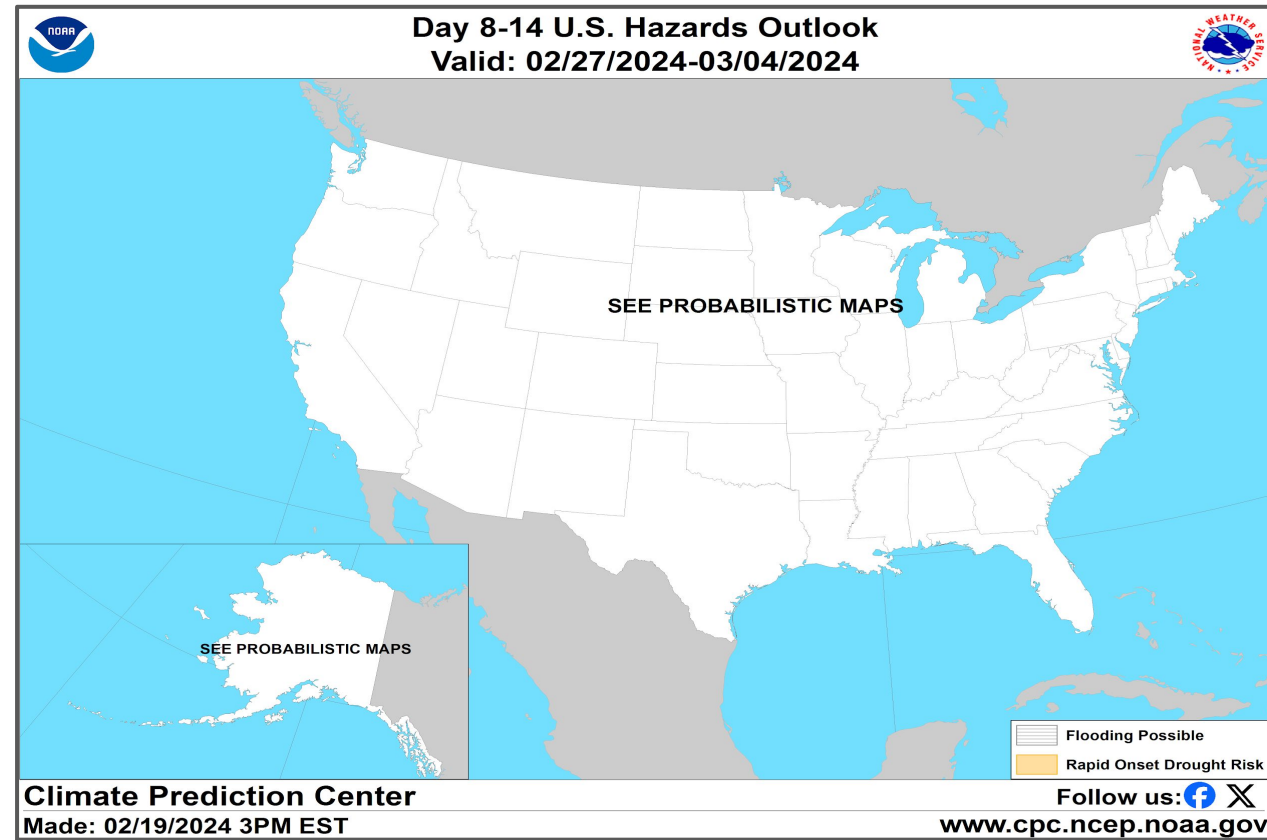 NOAA
Day 8-14 U.S. Hazards Outlook
Valid: 02/27/2024-03/04/2024
NATIONAL WEATHER SERVICE
SEE PROBABILISTIC MAPS
SEE PROBABILISTIC MAPS
Flooding Possible
Rapid Onset Drought Risk
Climate Prediction Center
Follow us:
Made: 02/19/2024 3PM EST
www.cpc.ncep.noaa.gov